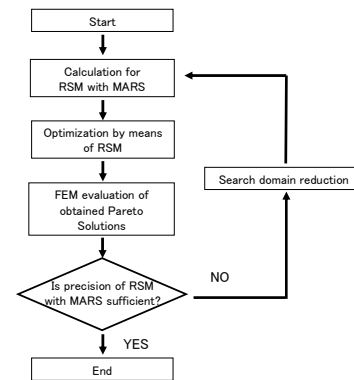 Start
Calculation for
RSM with MARS
Optimization by means
of RSM
FEM evaluation of
obtained Pareto
Solutions
Search domain reduction
Is precision of RSM
with MARS sufficient?
NO
YES
End